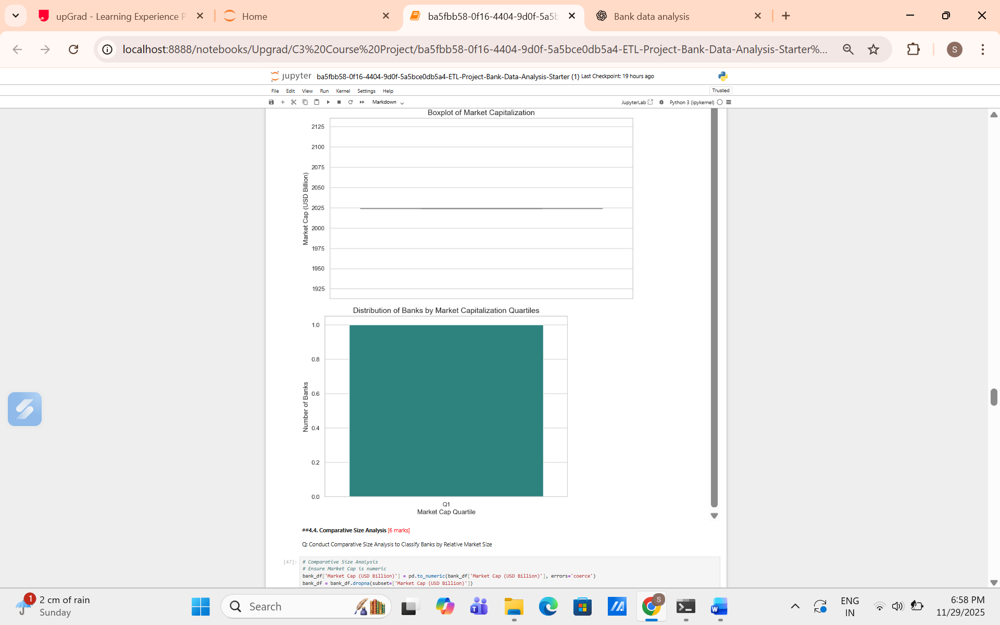 upGrad - Learning Experience P
Home
ba5fbb58-0f16-4404-9d0f-5a5b
Bank data analysis
localhost:8888/notebooks/Upgrad/C3%20Course%20Project/ba5fbb58-0f16-4404-9d0f-5a5bce0db5a4-ETL-Project-Bank-Data-Analysis-Starter%...
S
jupyter ba5fbb58-0f16-4404-9d0f-5a5bce0db5a4-ETL-Project-Bank-Data-Analysis-Starter (1) Last Checkpoint: 19 hours ago
File Edit View Run Kernel Settings Help
Trusted
Markdown
JupyterLab
Python 3 (ipykernel)
Boxplot of Market Capitalization
2125
2100
2075
2050
2025
2000
1975
1950
1925
Market Cap (USD Billion)
Distribution of Banks by Market Capitalization Quartiles
1.0
0.8
0.6
0.4
0.2
0.0
Number of Banks
Q1
Market Cap Quartile
##4.4. Comparative Size Analysis [6 marks]
Q: Conduct Comparative Size Analysis to Classify Banks by Relative Market Size
[47]:
# Comparative Size Analysis
# Ensure Market Cap is numeric
bank_df['Market Cap (USD Billion)'] = pd.to_numeric(bank_df['Market Cap (USD Billion)'], errors='coerce')
bank_df = bank_df.dropna(subset=['Market Cap (USD Billion)'])
1
2 cm of rain
Sunday
Search
T
S
W
ENG
IN
6:58 PM
11/29/2025